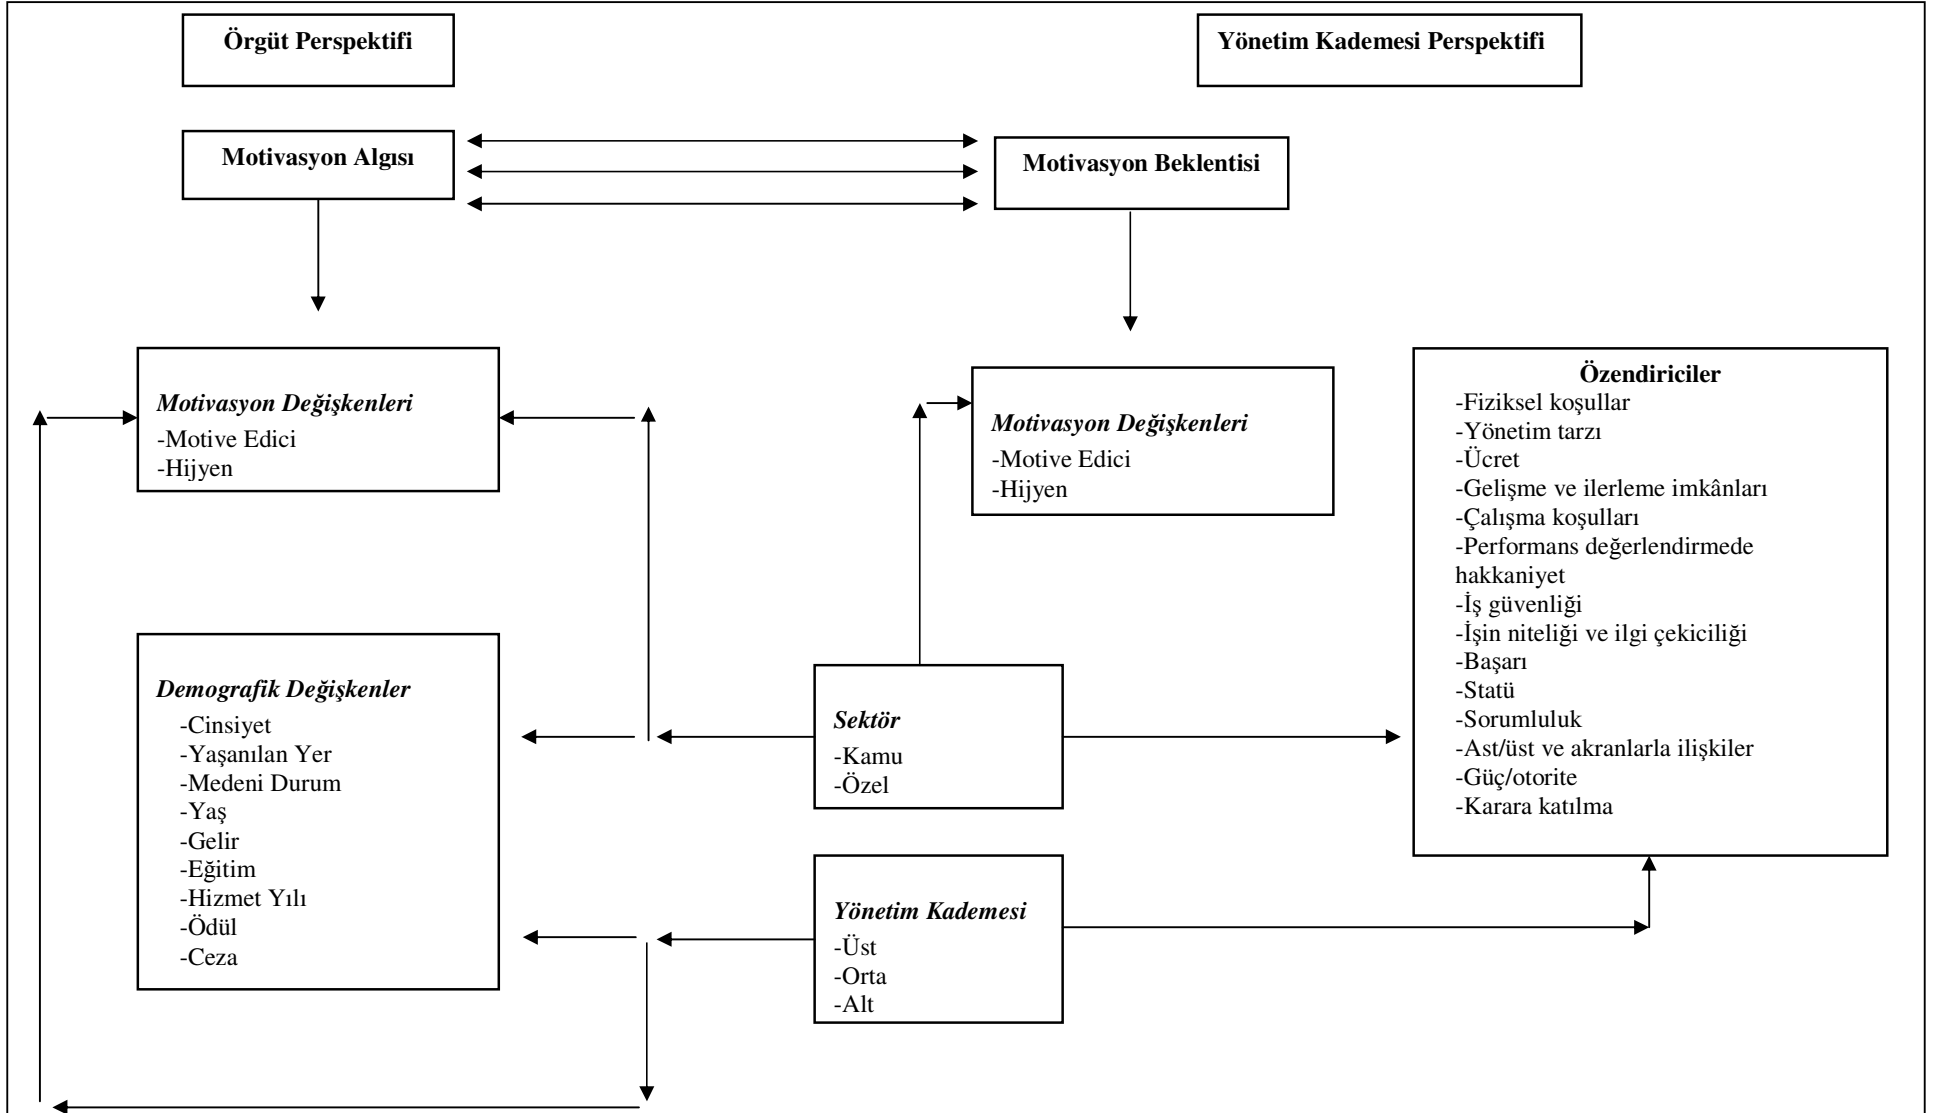 Örgüt Perspektifi
Yönetim Kademesi Perspektifi
Motivasyon Algısı
Motivasyon Beklentisi
Motivasyon Değişkenleri
-Motive Edici
-Hijyen
Motivasyon Değişkenleri
-Motive Edici
-Hijyen
Özendiriciler
-Fiziksel koşullar
-Yönetim tarzı
-Ücret
-Gelişme ve ilerleme imkânları
-Çalışma koşulları
-Performans değerlendirmede
hakkaniyet
-İş güvenliği
-İşin niteliği ve ilgi çekiciliği
-Başarı
-Statü
-Sorumluluk
-Ast/üst ve akranlarla ilişkiler
-Güç/otorite
-Karara katılma
Demografik Değişkenler
-Cinsiyet
-Yaşanılan Yer
-Medeni Durum
-Yaş
-Gelir
-Eğitim
-Hizmet Yılı
-Ödül
-Ceza
Sektör
-Kamu
-Özel
Yönetim Kademesi
-Üst
-Orta
-Alt